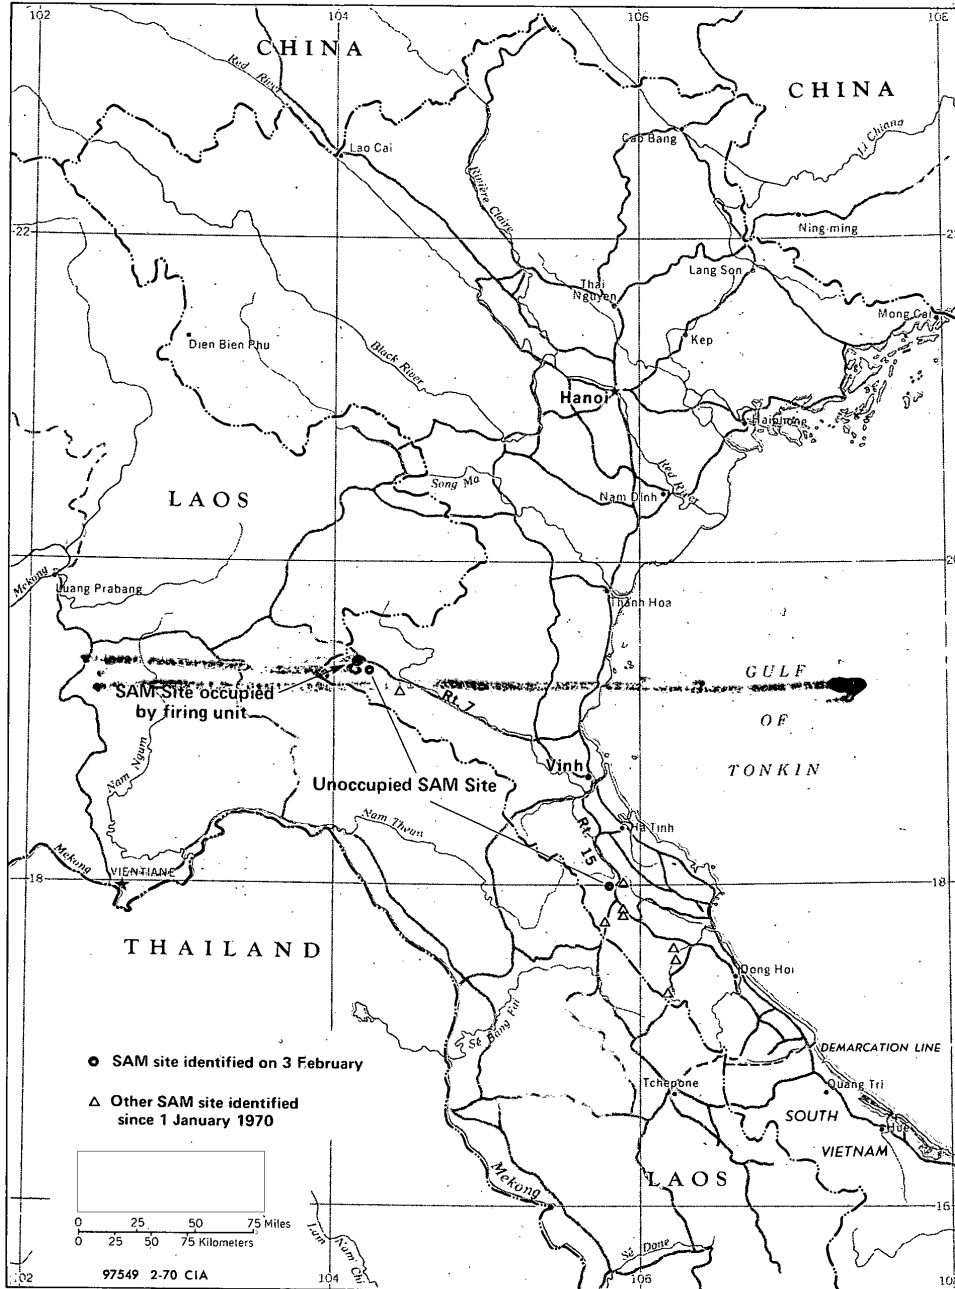 102
104
106
108
CHINA
Red River
CHINA
Lao Cai
Cao Bang
Li Chiang
Rivière Claire
Ning-ming
22
22
Lang Son
Thai
Nguyen
Mong Cai
Dien Bien Phu
Kep
Black River
Hanoi
Haiphong
Song Ma
Red River
LAOS
Nam Dinh
20
20
Mekong
Luang Prabang
Thanh Hoa
GULF
SAM Site occupied
by firing unit
Rt. 7
OF
Nam Ngum
Vinh
TONKIN
Unoccupied SAM Site
Nam Theun
Rt. 15
Ha Tinh
Mekong
VIENTIANE
18
18
THAILAND
Dong Hoi
Se Bang Fai
DEMARCATION LINE
SAM site identified on 3 February
Tchepone
Quang Tri
Other SAM site identified
since 1 January 1970
SOUTH
Hue
VIETNAM
Mekong
LAOS
16
0 25 50 75 Miles
0 25 50 75 Kilometers
Lam
Nam Chi
Se Done
97549 2-70 CIA
102
104
106